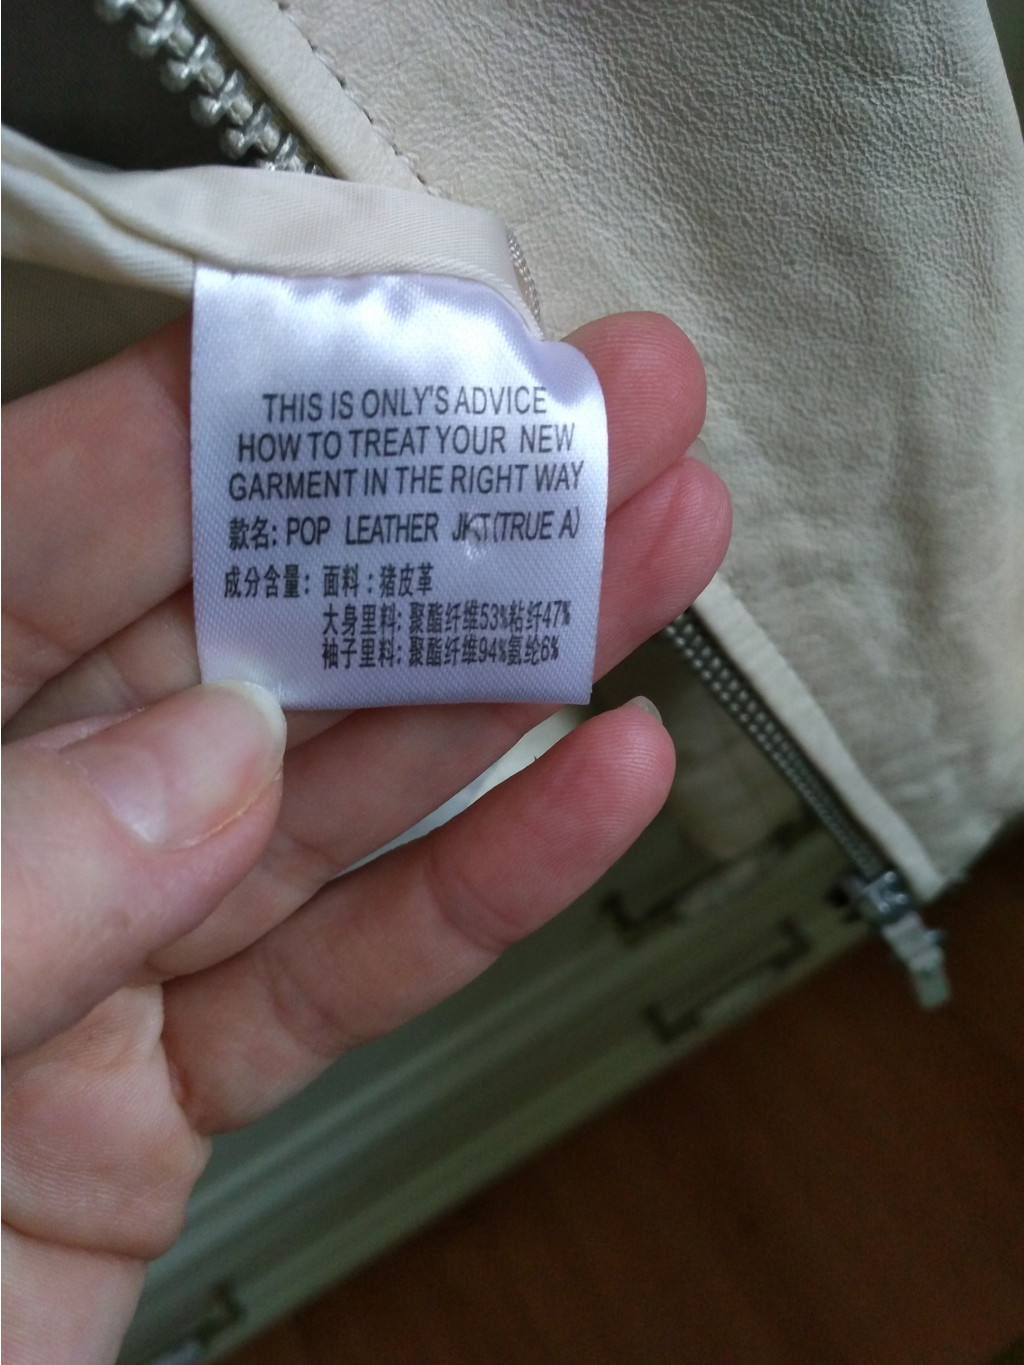 THIS IS ONLY'S ADVICE
HOW TO TREAT YOUR NEW
GARMENT IN THE RIGHT WAY
款名: POP LEATHER JKT(TRUE A)
成分含量: 面料:猪皮革
大身里料: 聚酯纤维53%粘纤47%
袖子里料: 聚酯纤维94%氨纶6%